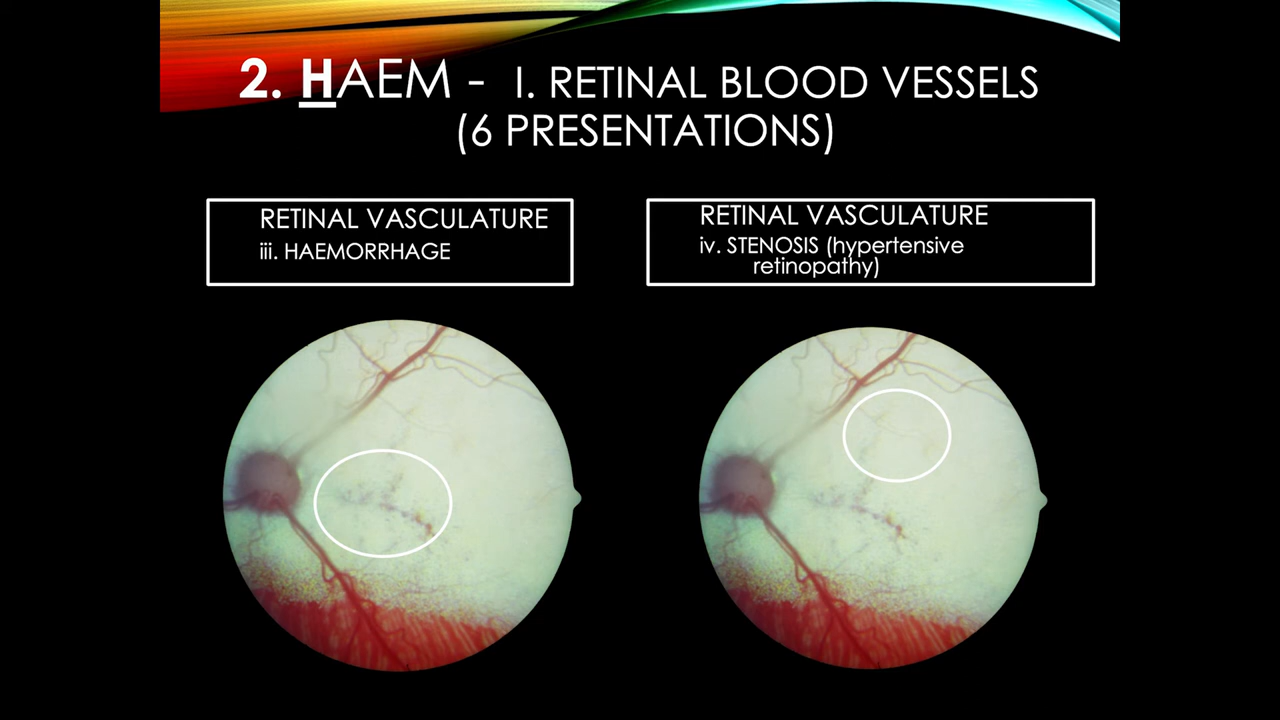 2. HAEM - I. RETINAL BLOOD VESSELS
(6 PRESENTATIONS)
RETINAL VASCULATURE
iii. HAEMORRHAGE
RETINAL VASCULATURE
iv. STENOSIS (hypertensive
retinopathy)